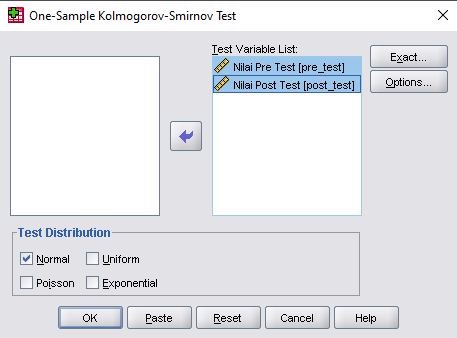 One-Sample Kolmogorov-Smirnov Test
Test Variable List:
Nilai Pre Test [pre_test]
Nilai Post Test [post_test]
Exact...
Options...
Test Distribution
Normal Uniform
Poisson Exponential
OK Paste Reset Cancel Help